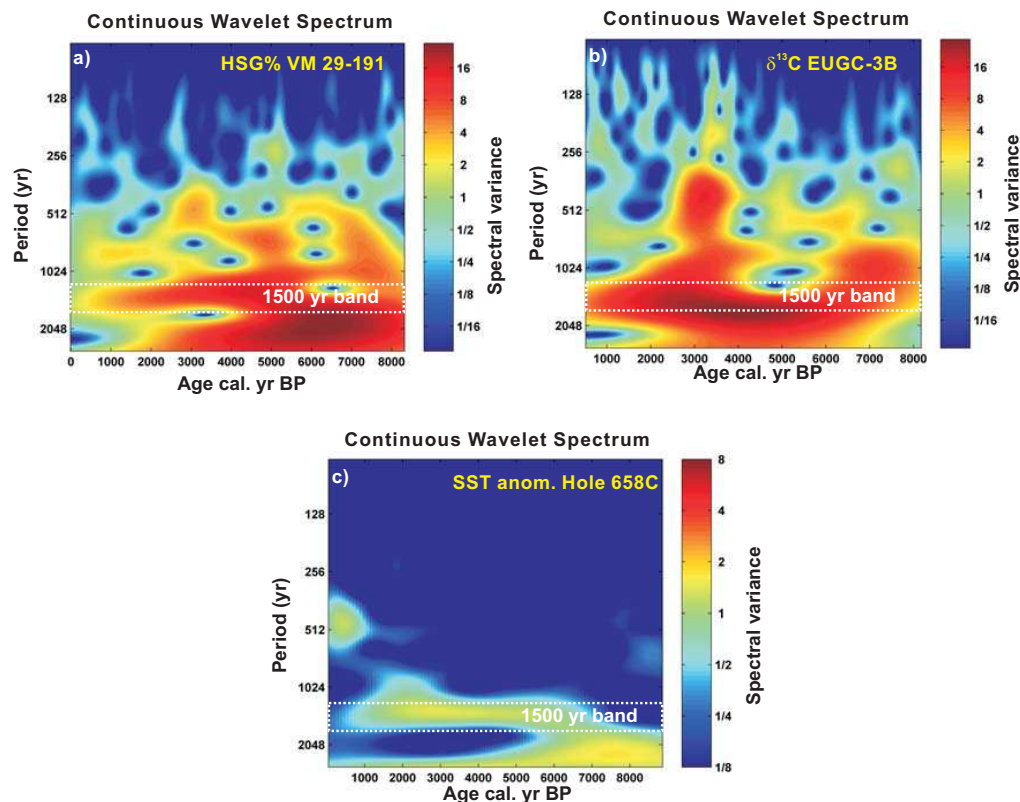 Continuous Wavelet Spectrum
a)
HSG% VM 29-191
128
256
512
1024
2048
Period (yr)
1500 yr band
0 1000 2000 3000 4000 5000 6000 7000 8000
Age cal. yr BP
16
8
4
2
1
1/2
1/4
1/8
1/16
Spectral variance
Continuous Wavelet Spectrum
b)
δ¹³C EUGC-3B
128
256
512
1024
2048
Period (yr)
1500 yr band
1000 2000 3000 4000 5000 6000 7000 8000
Age cal. yr BP
16
8
4
2
1
1/2
1/4
1/8
1/16
Spectral variance
Continuous Wavelet Spectrum
c)
SST anom. Hole 658C
128
256
512
1024
2048
Period (yr)
1500 yr band
1000 2000 3000 4000 5000 6000 7000 8000
Age cal. yr BP
8
4
2
1
1/2
1/4
1/8
Spectral variance